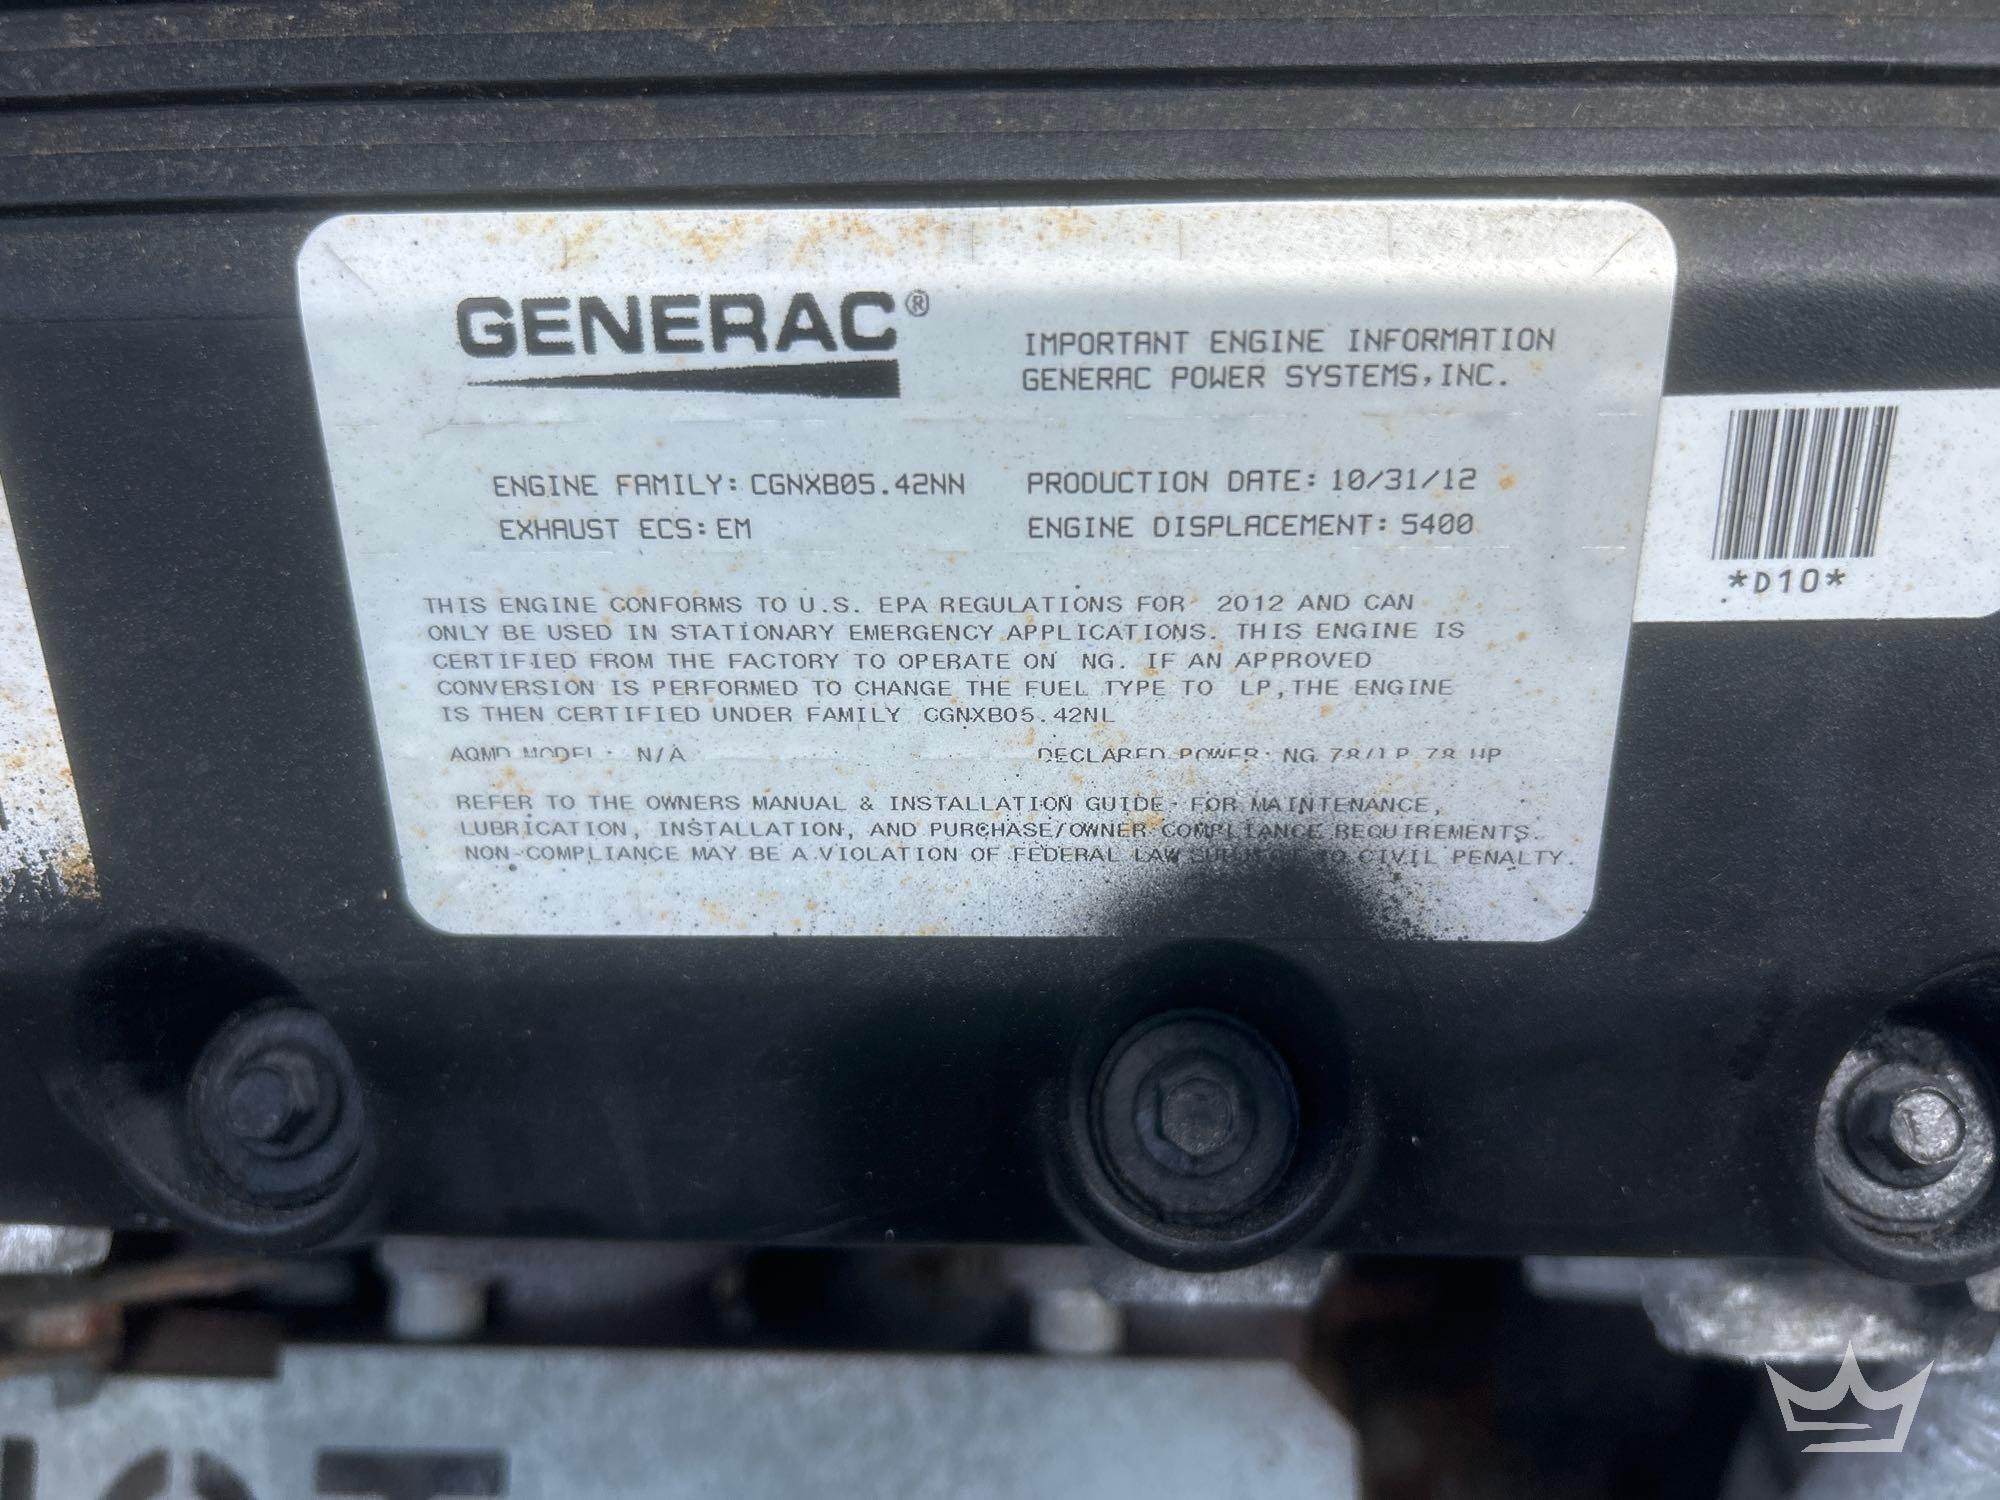 GENERAC®
IMPORTANT ENGINE INFORMATION
GENERAC POWER SYSTEMS, INC.
ENGINE FAMILY: CGNXB05.42NN
PRODUCTION DATE: 10/31/12
EXHAUST ECS: EM
ENGINE DISPLACEMENT: 5400
THIS ENGINE CONFORMS TO U.S. EPA REGULATIONS FOR 2012 AND CAN
ONLY BE USED IN STATIONARY EMERGENCY APPLICATIONS. THIS ENGINE IS
CERTIFIED FROM THE FACTORY TO OPERATE ON NG. IF AN APPROVED
CONVERSION IS PERFORMED TO CHANGE THE FUEL TYPE TO LP, THE ENGINE
IS THEN CERTIFIED UNDER FAMILY CGNXB05.42NL
AQMD MODEL: N/A
DECLARED POWER: NG 78/LP 78 HP
REFER TO THE OWNERS MANUAL & INSTALLATION GUIDE FOR MAINTENANCE,
LUBRICATION, INSTALLATION, AND PURCHASE/OWNER COMPLIANCE REQUIREMENTS.
NON-COMPLIANCE MAY BE A VIOLATION OF FEDERAL LAW SUBJECT TO CIVIL PENALTY.
*D10*